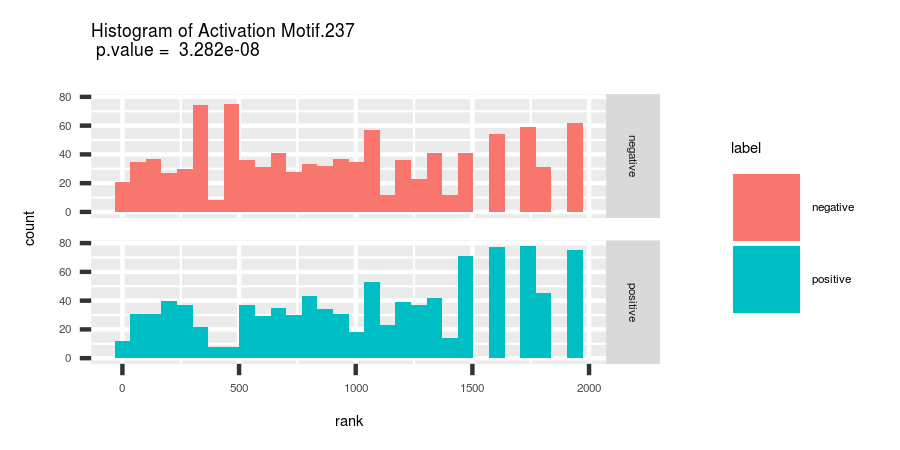 Histogram of Activation Motif.237
p.value = 3.282e-08
count
80
60
40
20
0
negative
80
60
40
20
0
positive
0
500
1000
1500
2000
rank
label
negative
positive